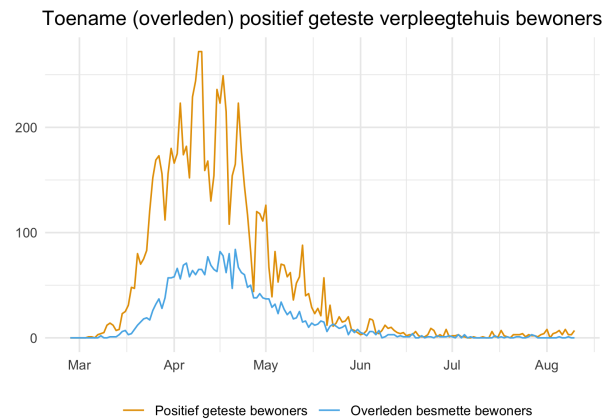 Toename (overleden) positief geteste verpleegtehuis bewoners
200
100
0
Mar Apr May Jun Jul Aug
Positief geteste bewoners Overleden besmette bewoners